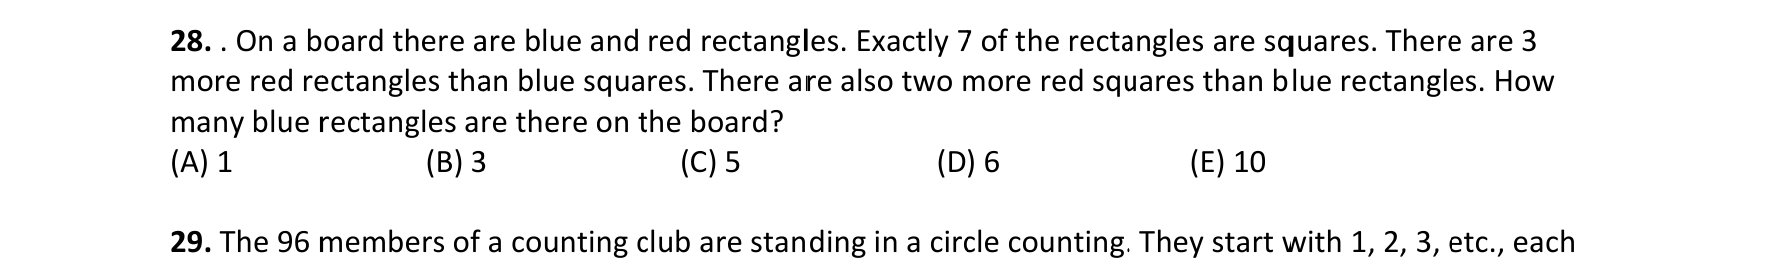 28. . On a board there are blue and red rectangles. Exactly 7 of the rectangles are squares. There are 3
more red rectangles than blue squares. There are also two more red squares than blue rectangles. How
many blue rectangles are there on the board?
(A) 1 (B) 3 (C) 5 (D) 6 (E) 10
29. The 96 members of a counting club are standing in a circle counting. They start with 1, 2, 3, etc., each